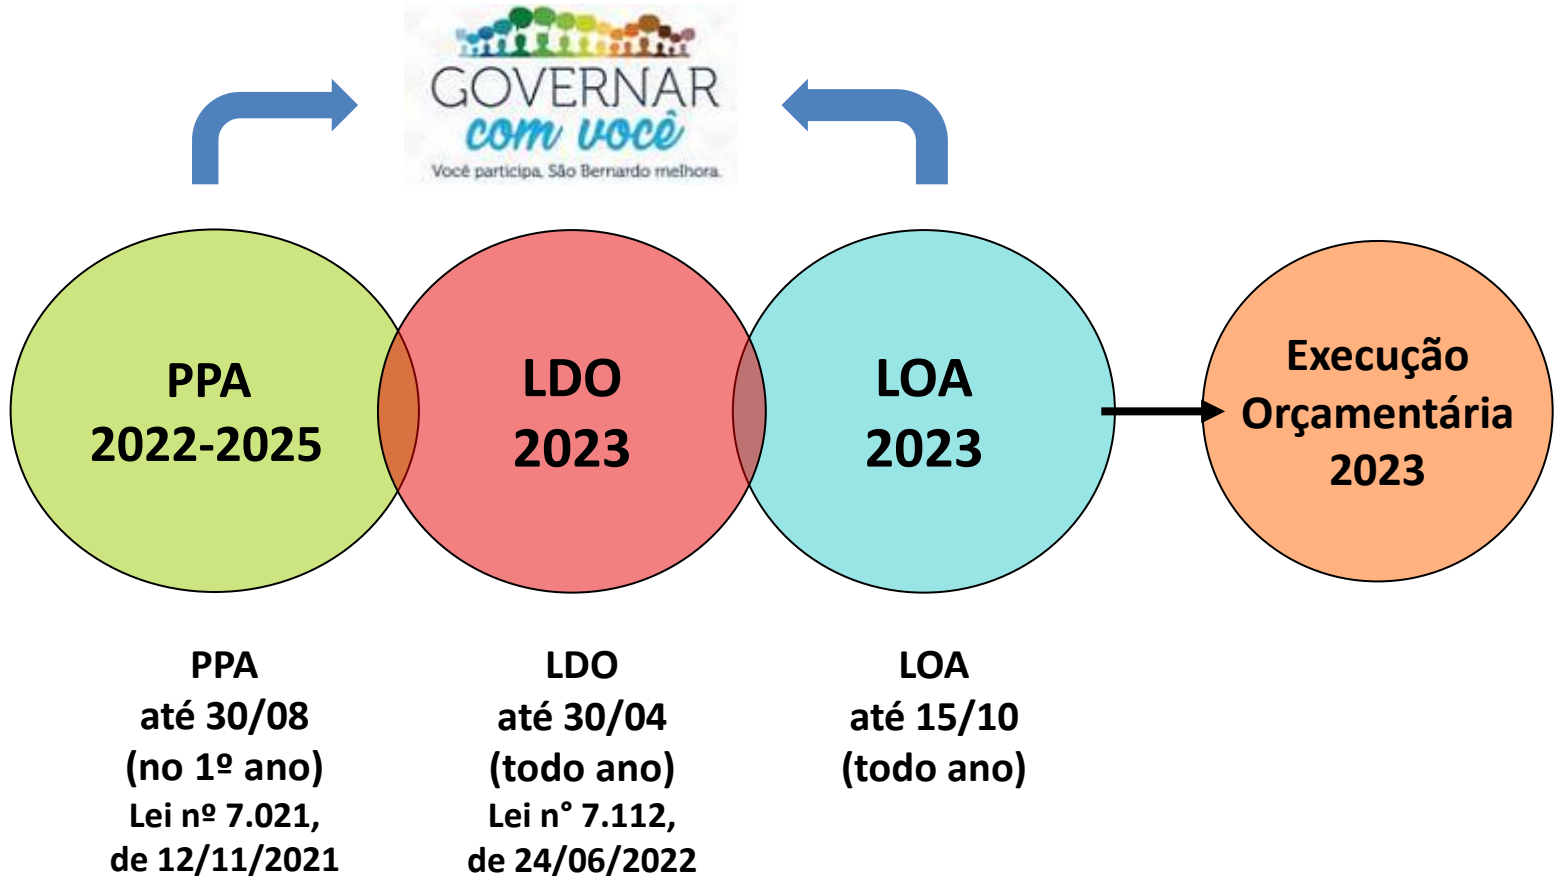 GOVERNAR
com você
Você participa, São Bernardo melhora.
PPA
2022-2025
LDO
2023
LOA
2023
Execução
Orçamentária
2023
PPA
até 30/08
(no 1º ano)
Lei nº 7.021,
de 12/11/2021
LDO
até 30/04
(todo ano)
Lei n° 7.112,
de 24/06/2022
LOA
até 15/10
(todo ano)